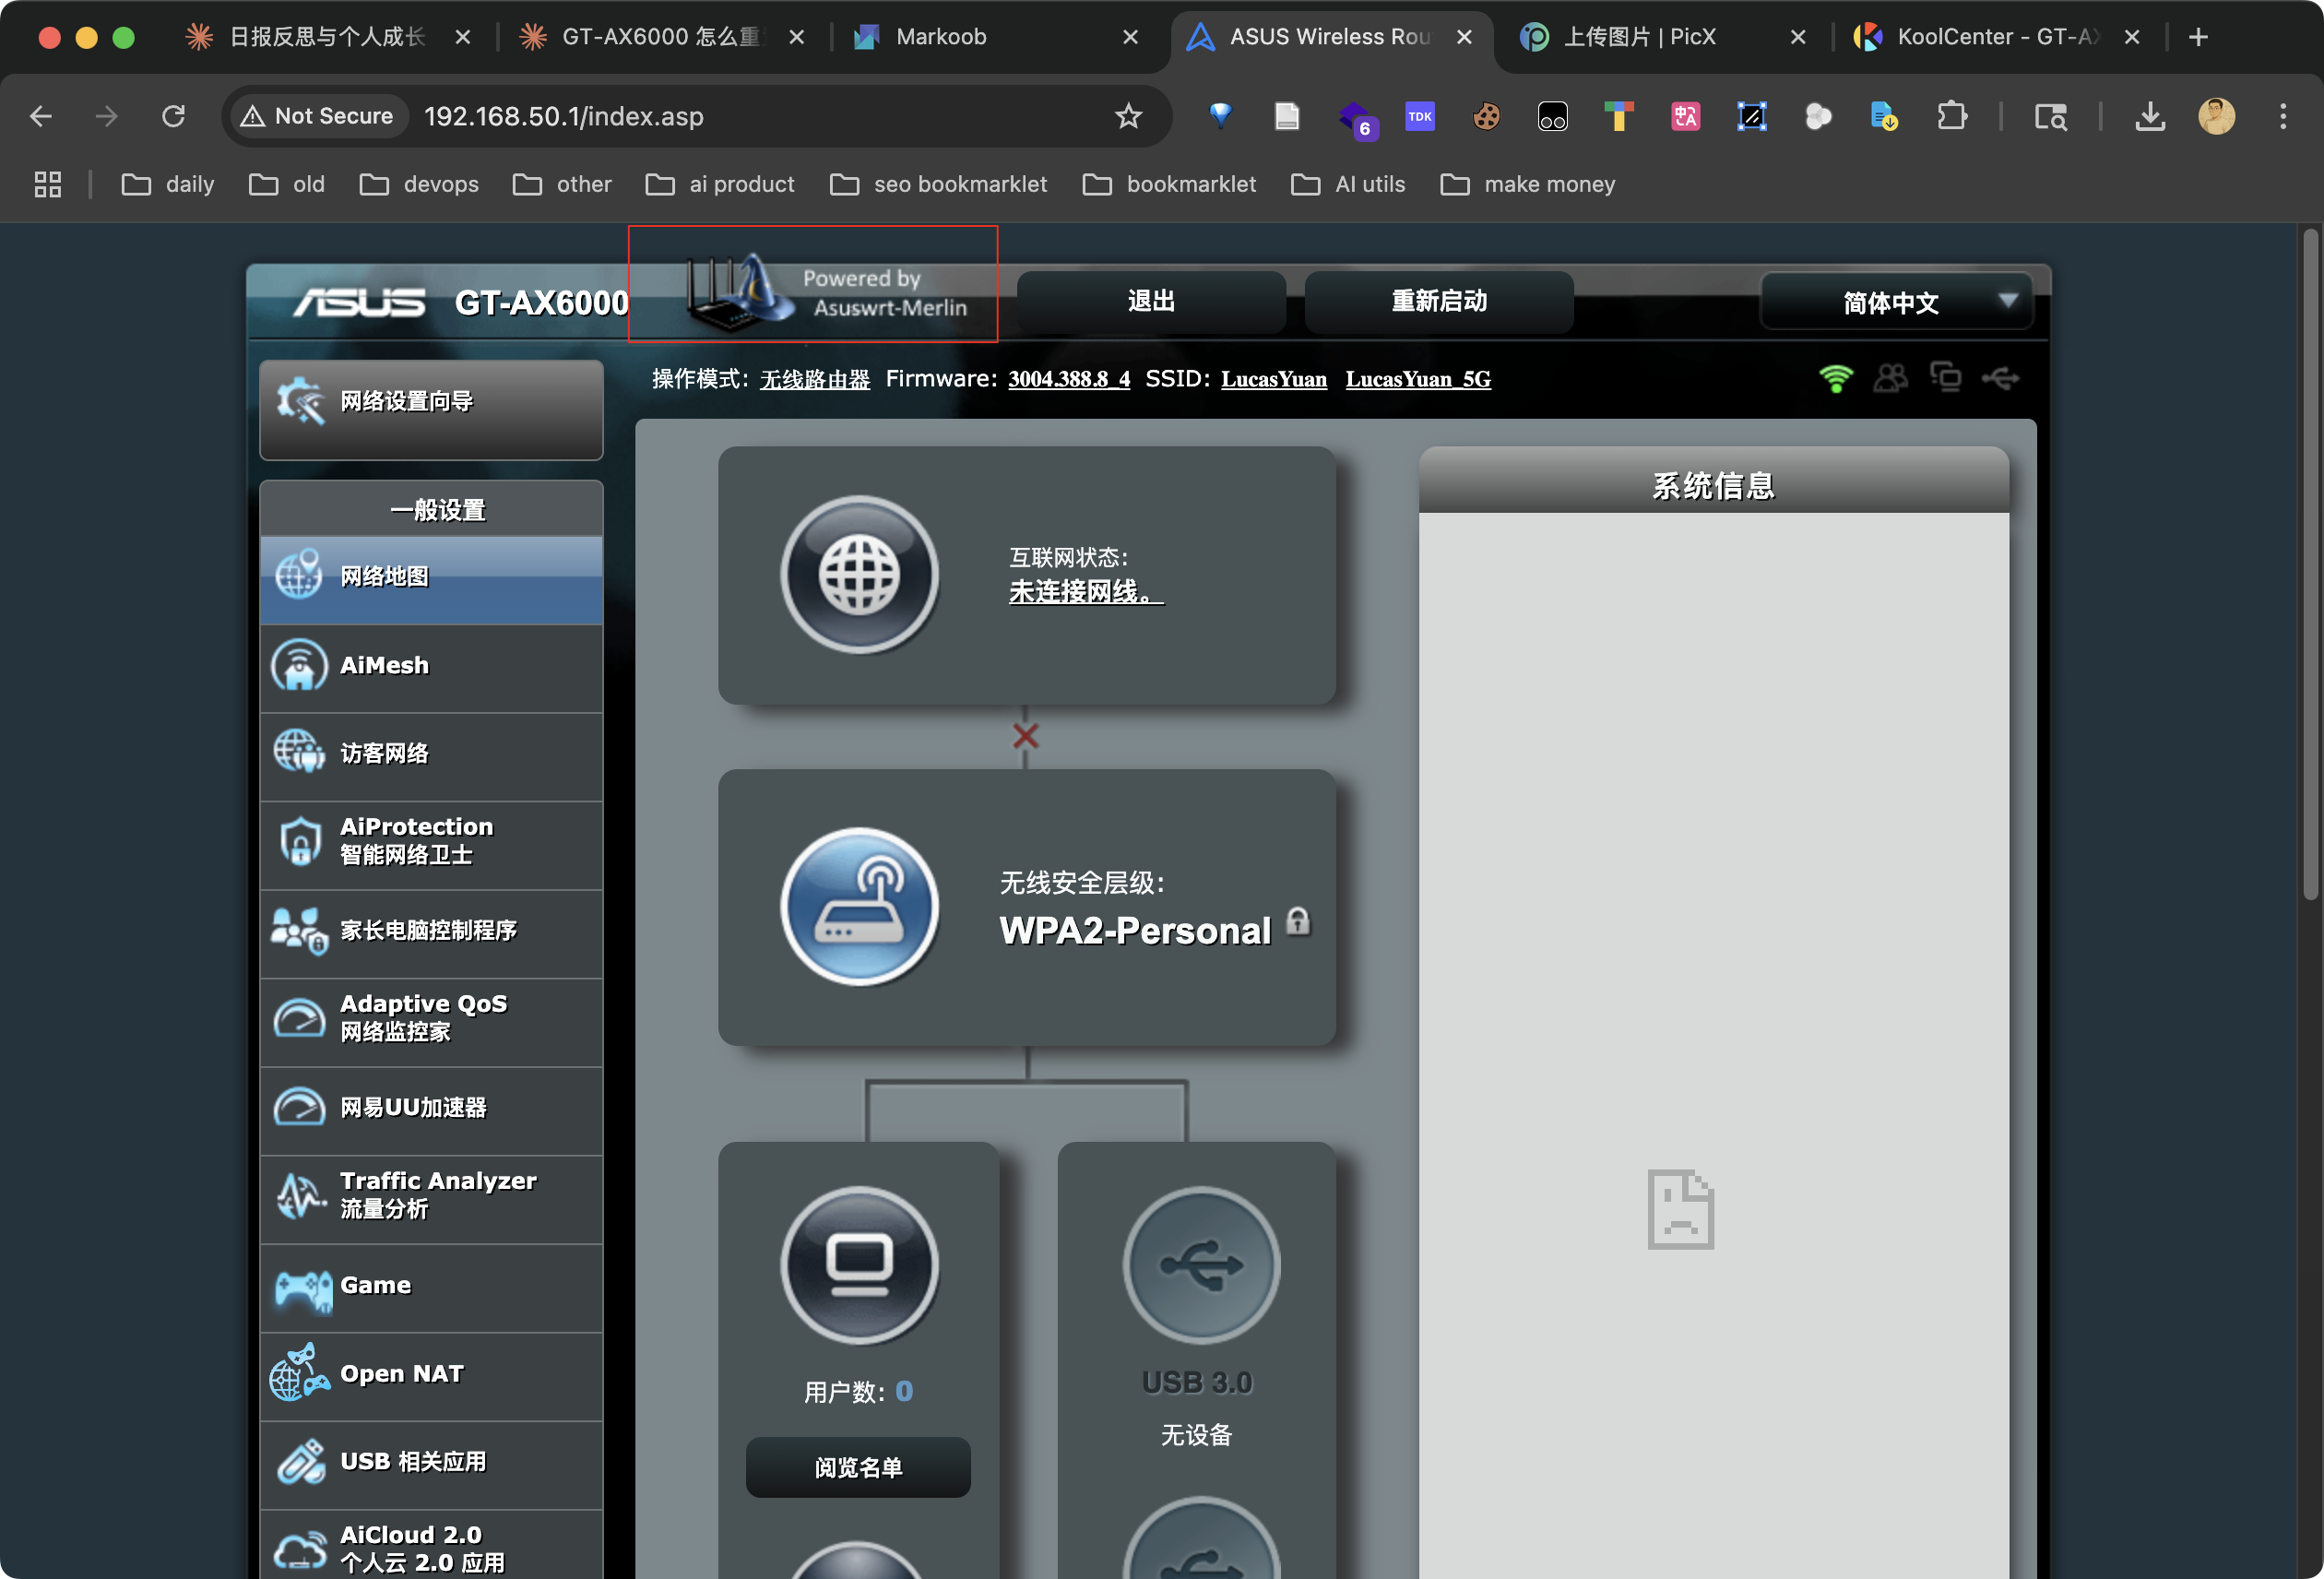 日报反思与个人成长
GT-AX6000 怎么重
Markoob
ASUS Wireless Rou
上传图片 | PicX
KoolCenter - GT-AX
Not Secure
192.168.50.1/index.asp
6
TDK
中A
daily
old
devops
other
ai product
seo bookmarklet
bookmarklet
AI utils
make money
ASUS
GT-AX6000
Powered by
Asuswrt-Merlin
退出
重新启动
简体中文
操作模式: 无线路由器 Firmware: 3004.388.8_4 SSID: LucasYuan LucasYuan_5G
网络设置向导
一般设置
网络地图
AiMesh
访客网络
AiProtection
智能网络卫士
家长电脑控制程序
Adaptive QoS
网络监控家
网易UU加速器
Traffic Analyzer
流量分析
Game
Open NAT
USB 相关应用
AiCloud 2.0
个人云 2.0 应用
互联网状态:
未连接网线。
无线安全层级:
WPA2-Personal
用户数: 0
阅览名单
USB 3.0
无设备
系统信息